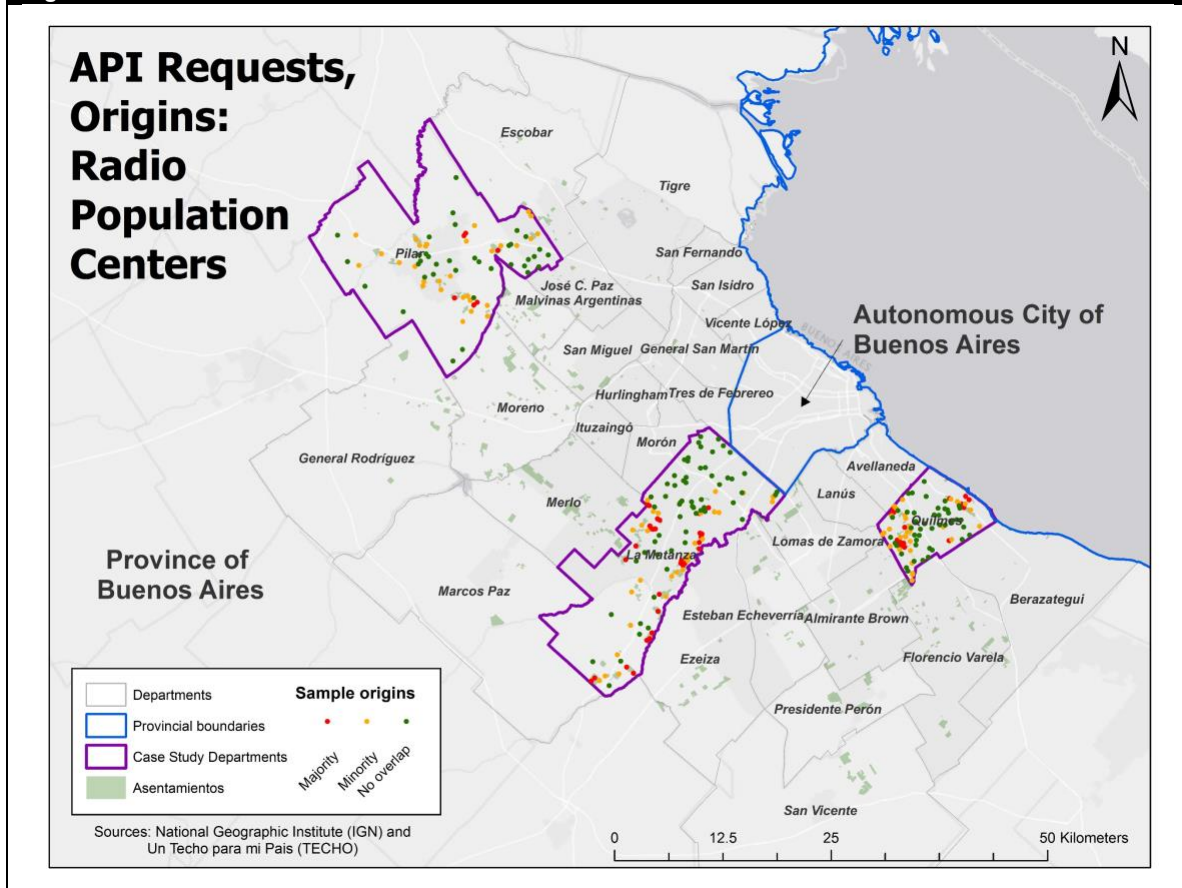 API Requests,
Origins:
Radio
Population
Centers
N
Escobar
Tigre
San Fernando
Pilar
José C. Paz
San Isidro
Malvinas Argentinas
Vicente López
BUENOS AIRES
Autonomous City of
Buenos Aires
San Miguel
General San Martín
Hurlingham
Tres de Febrereo
Moreno
Ituzaingó
Morón
General Rodríguez
Avellaneda
Merlo
Lanús
Quilmes
Lomas de Zamora
La Matanza
Province of
Buenos Aires
Marcos Paz
Berazategui
Esteban Echeverría
Almirante Brown
Ezeiza
Florencio Varela
Presidente Perón
San Vicente
Departments
Provincial boundaries
Case Study Departments
Asentamientos
Sample origins
Majority
Minority
No overlap
Sources: National Geographic Institute (IGN) and
Un Techo para mi Pais (TECHO)
0 12.5 25 50 Kilometers